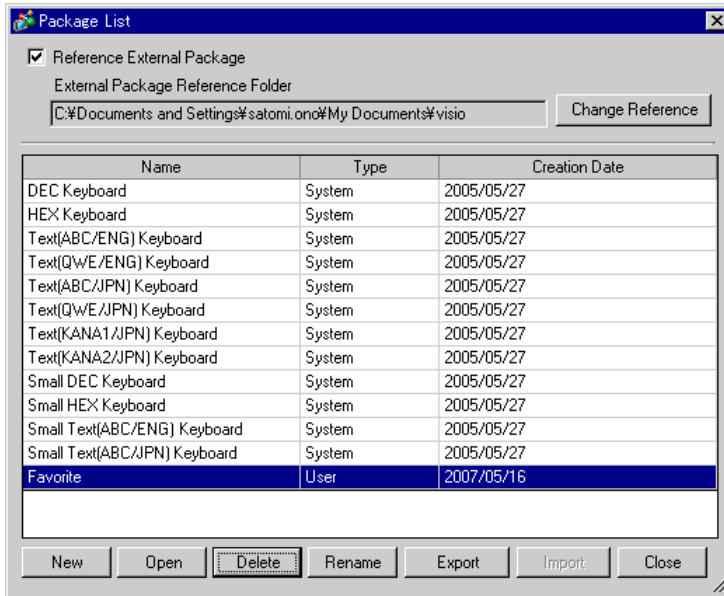 Package List
Reference External Package
External Package Reference Folder
C:¥Documents and Settings¥satomi.ono¥My Documents¥visio
Change Reference
Name Type Creation Date
DEC Keyboard System 2005/05/27
HEX Keyboard System 2005/05/27
Text(ABC/ENG) Keyboard System 2005/05/27
Text(QWE/ENG) Keyboard System 2005/05/27
Text(ABC/JPN) Keyboard System 2005/05/27
Text(QWE/JPN) Keyboard System 2005/05/27
Text(KANA1/JPN) Keyboard System 2005/05/27
Text(KANA2/JPN) Keyboard System 2005/05/27
Small DEC Keyboard System 2005/05/27
Small HEX Keyboard System 2005/05/27
Small Text(ABC/ENG) Keyboard System 2005/05/27
Small Text(ABC/JPN) Keyboard System 2005/05/27
Favorite User 2007/05/16
New Open Delete Rename Export Import Close